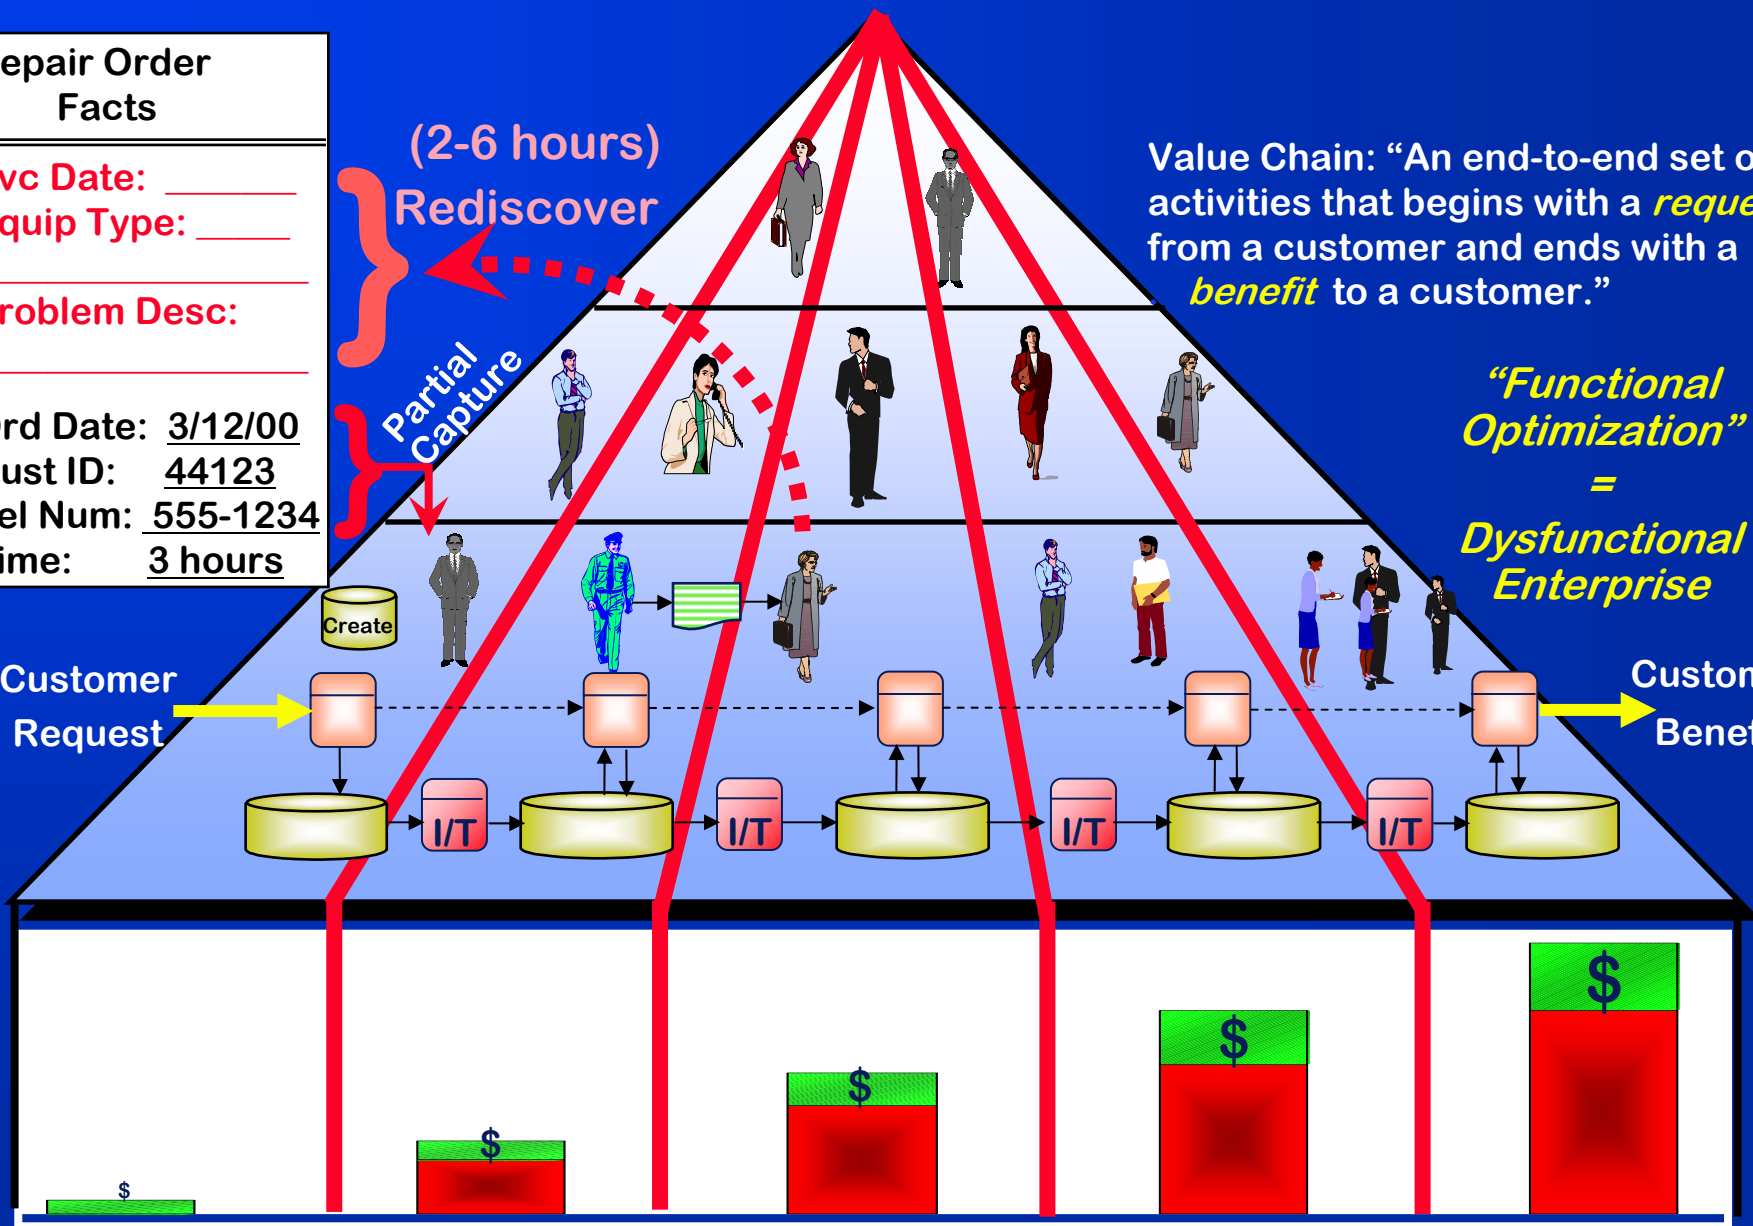 epair Order
Facts
vc Date: _______
quip Type: _____
roblem Desc:
rd Date: 3/12/00
ust ID: 44123
el Num: 555-1234
ime: 3 hours
(2-6 hours)
Rediscover
Partial
Capture
Value Chain: “An end-to-end set o
activities that begins with a reque
from a customer and ends with a
benefit to a customer.”
“Functional
Optimization”
=
Dysfunctional
Enterprise
Create
Customer
Request
Custom
Benef
I/T
I/T
I/T
I/T
$
$
$
$
$